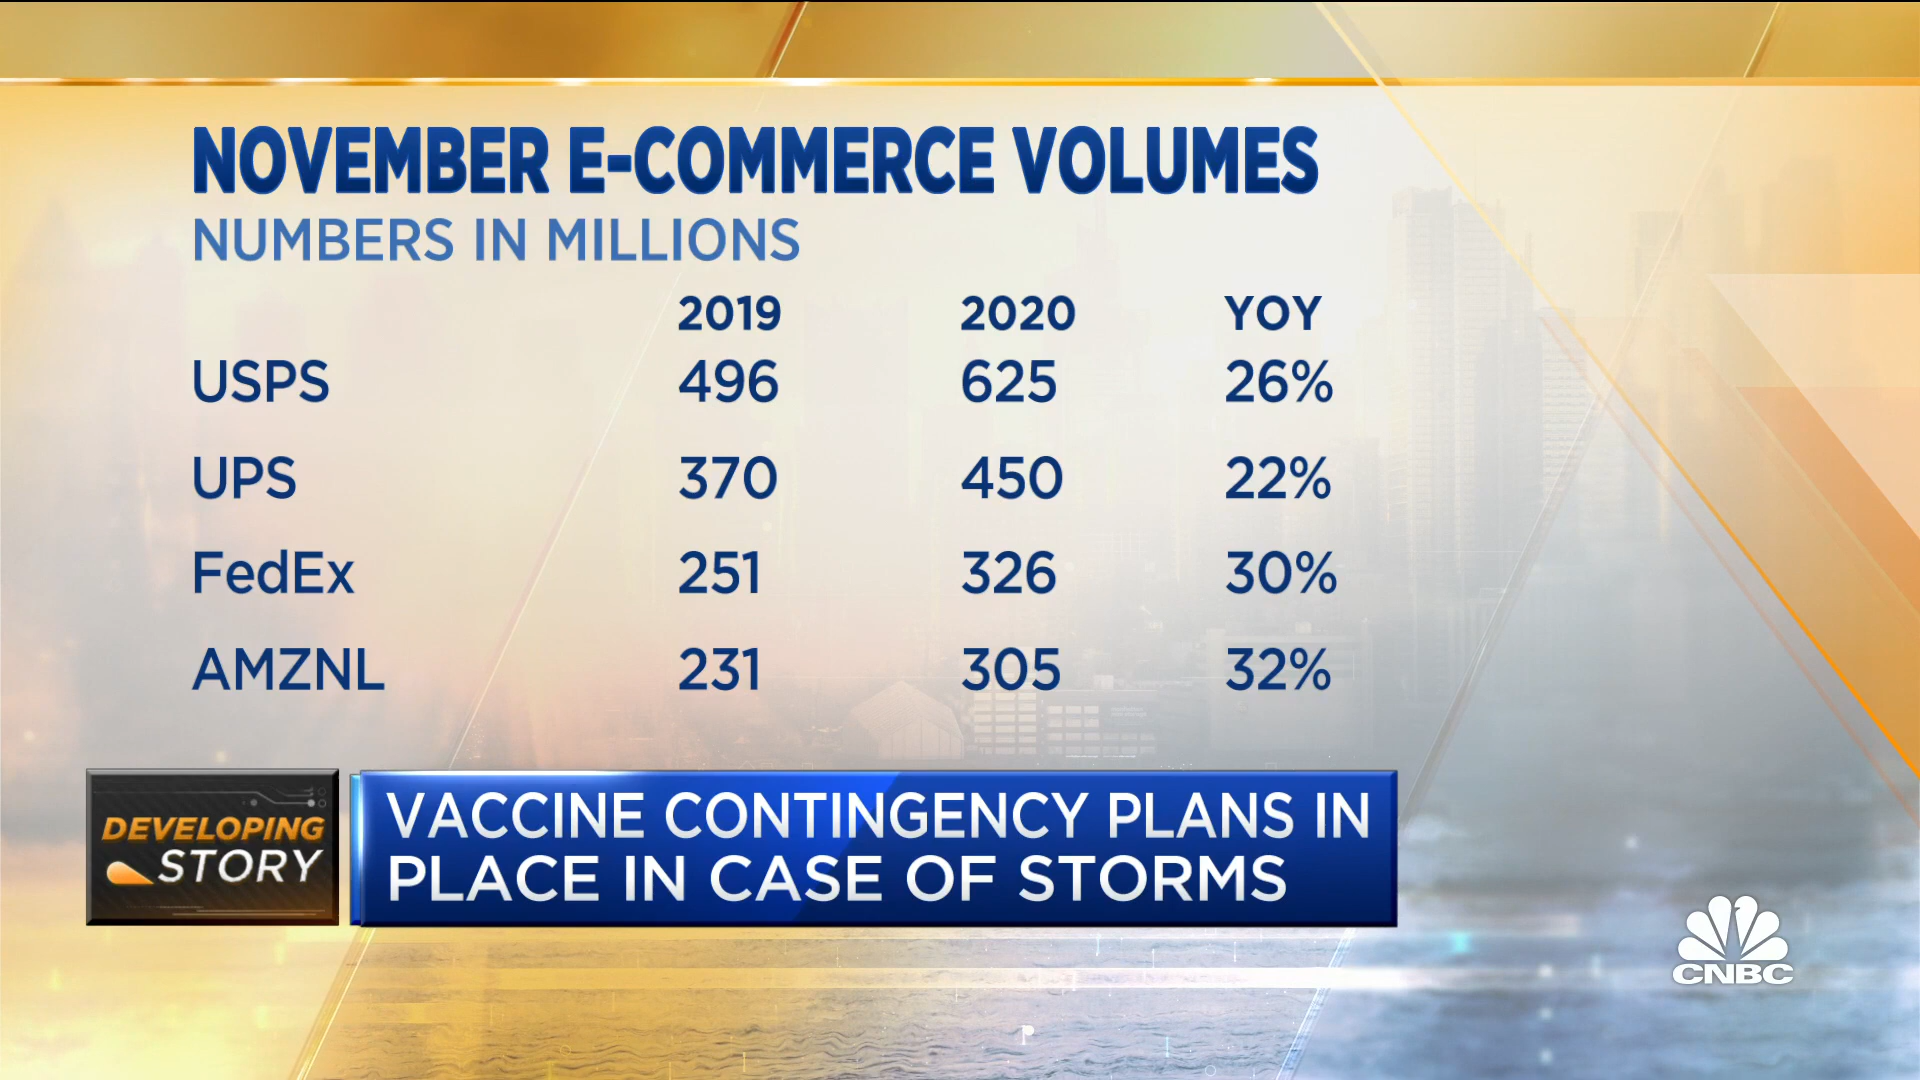 NOVEMBER E-COMMERCE VOLUMES
NUMBERS IN MILLIONS
2019 2020 YOY
USPS 496 625 26%
UPS 370 450 22%
FedEx 251 326 30%
AMZNL 231 305 32%
DEVELOPING
STORY
VACCINE CONTINGENCY PLANS IN
PLACE IN CASE OF STORMS
CNBC